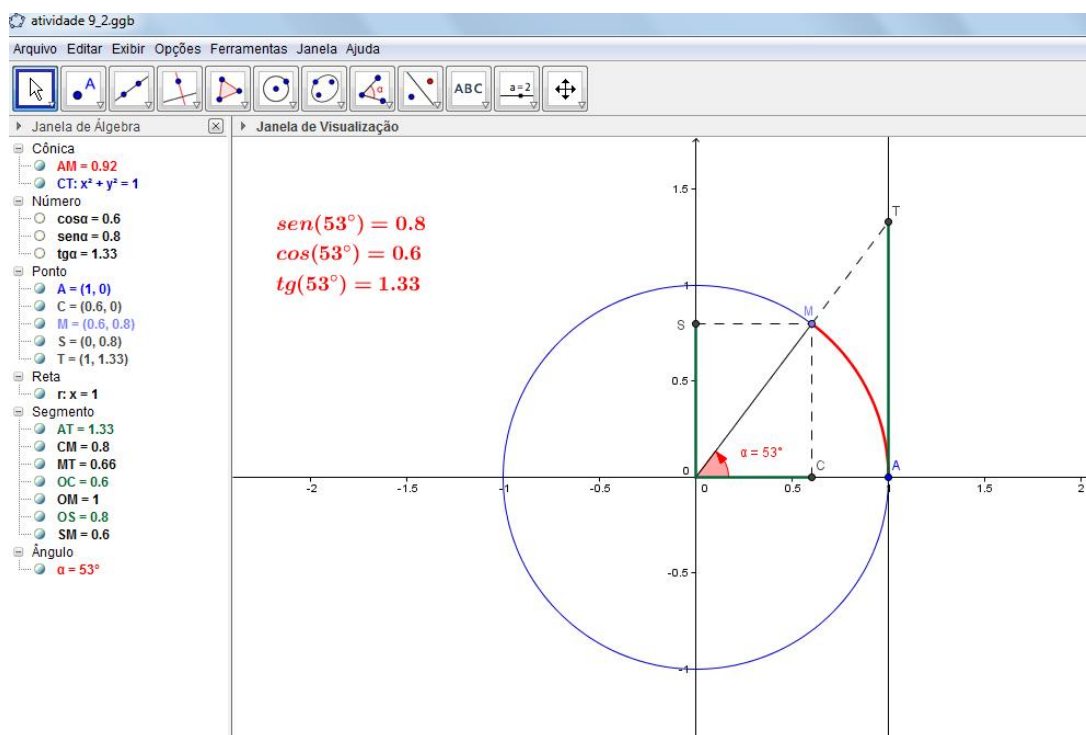 atividade 9_2.ggb
Arquivo Editar Exibir Opções Ferramentas Janela Ajuda
A
α
ABC
a=2
Janela de Álgebra
Janela de Visualização
Cônica
AM = 0.92
CT: x² + y² = 1
Número
cosα = 0.6
senα = 0.8
tgα = 1.33
Ponto
A = (1, 0)
C = (0.6, 0)
M = (0.6, 0.8)
S = (0, 0.8)
T = (1, 1.33)
Reta
r: x = 1
Segmento
AT = 1.33
CM = 0.8
MT = 0.66
OC = 0.6
OM = 1
OS = 0.8
SM = 0.6
Ângulo
α = 53°
sen(53°) = 0.8
cos(53°) = 0.6
tg(53°) = 1.33
1.5
T
1
M
S
0.5
α = 53°
0
C
A
-2 -1.5 -1 -0.5 0 0.5 1 1.5 2
-0.5
-1